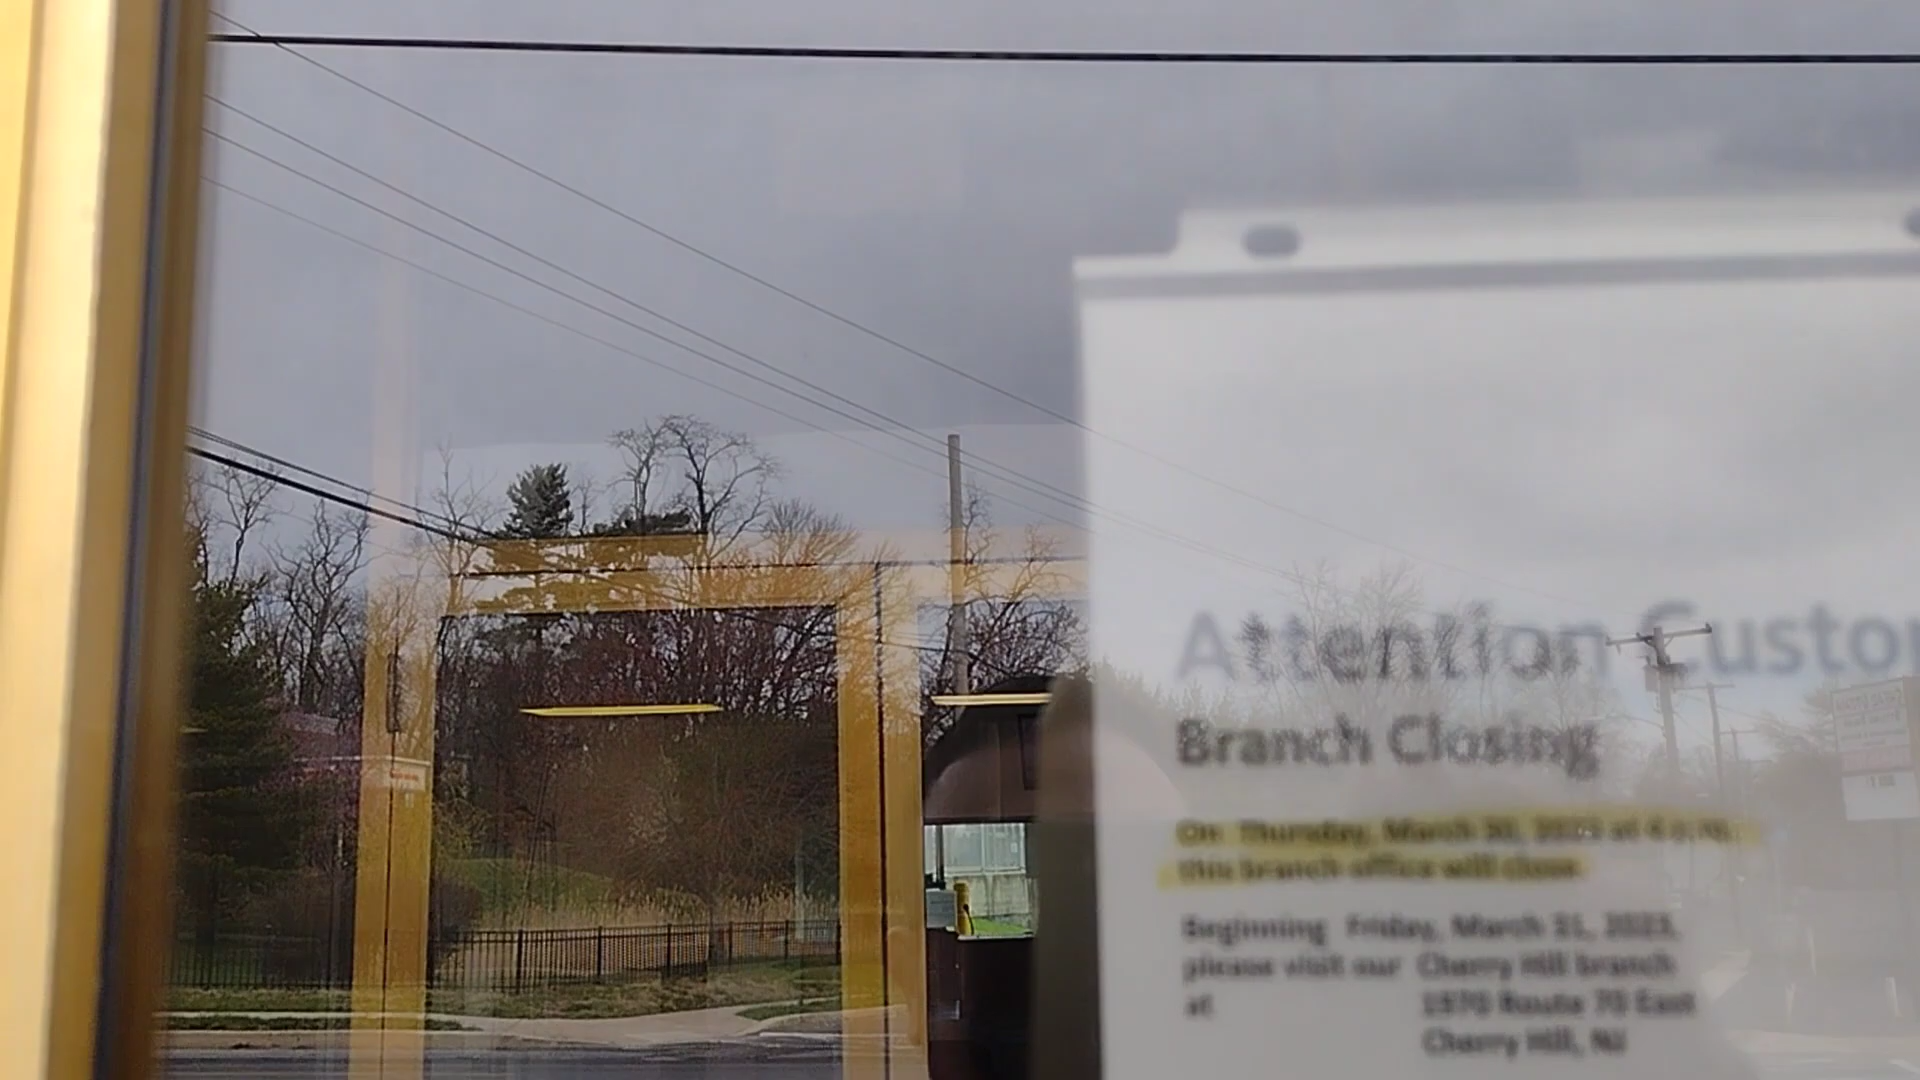 Attention Custo
Branch Closing
On Thursday, March 30, 2023 at 4 p.m.
this branch office will close.
Beginning Friday, March 31, 2023,
please visit our Cherry Hill branch
at 1970 Route 70 East
Cherry Hill, NJ